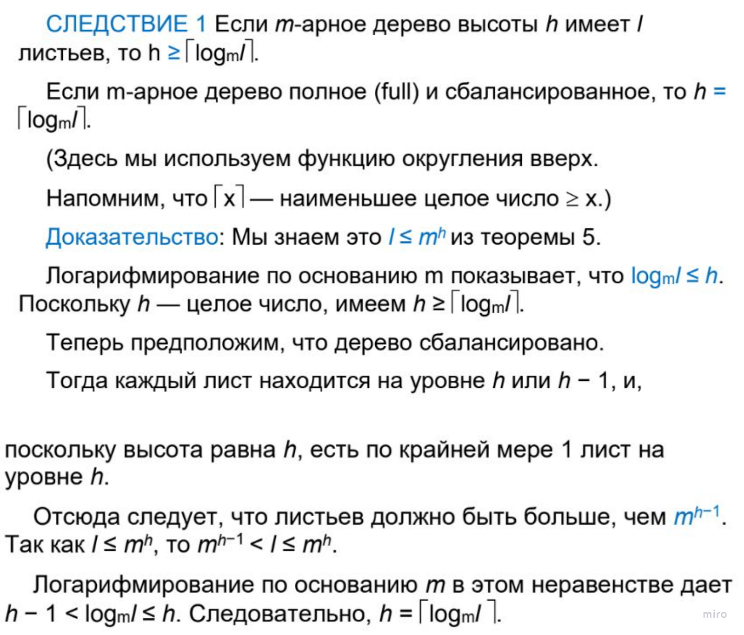 СЛЕДСТВИЕ 1 Если m-арное дерево высоты h имеет l
листьев, то h ≥⌈logml⌉.
Если m-арное дерево полное (full) и сбалансированное, то h =
⌈logml⌉.
(Здесь мы используем функцию округления вверх.
Напомним, что⌈x⌉— наименьшее целое число ≥ x.)
Доказательство: Мы знаем это l ≤ mʰ из теоремы 5.
Логарифмирование по основанию m показывает, что logml ≤ h.
Поскольку h — целое число, имеем h ≥⌈logml⌉.
Теперь предположим, что дерево сбалансировано.
Тогда каждый лист находится на уровне h или h − 1, и,
поскольку высота равна h, есть по крайней мере 1 лист на
уровне h.
Отсюда следует, что листьев должно быть больше, чем mʰ⁻¹.
Так как l ≤ mʰ, то mʰ⁻¹ < l ≤ mʰ.
Логарифмирование по основанию m в этом неравенстве дает
h − 1 < logml ≤ h. Следовательно, h =⌈logml ⌉.
miro